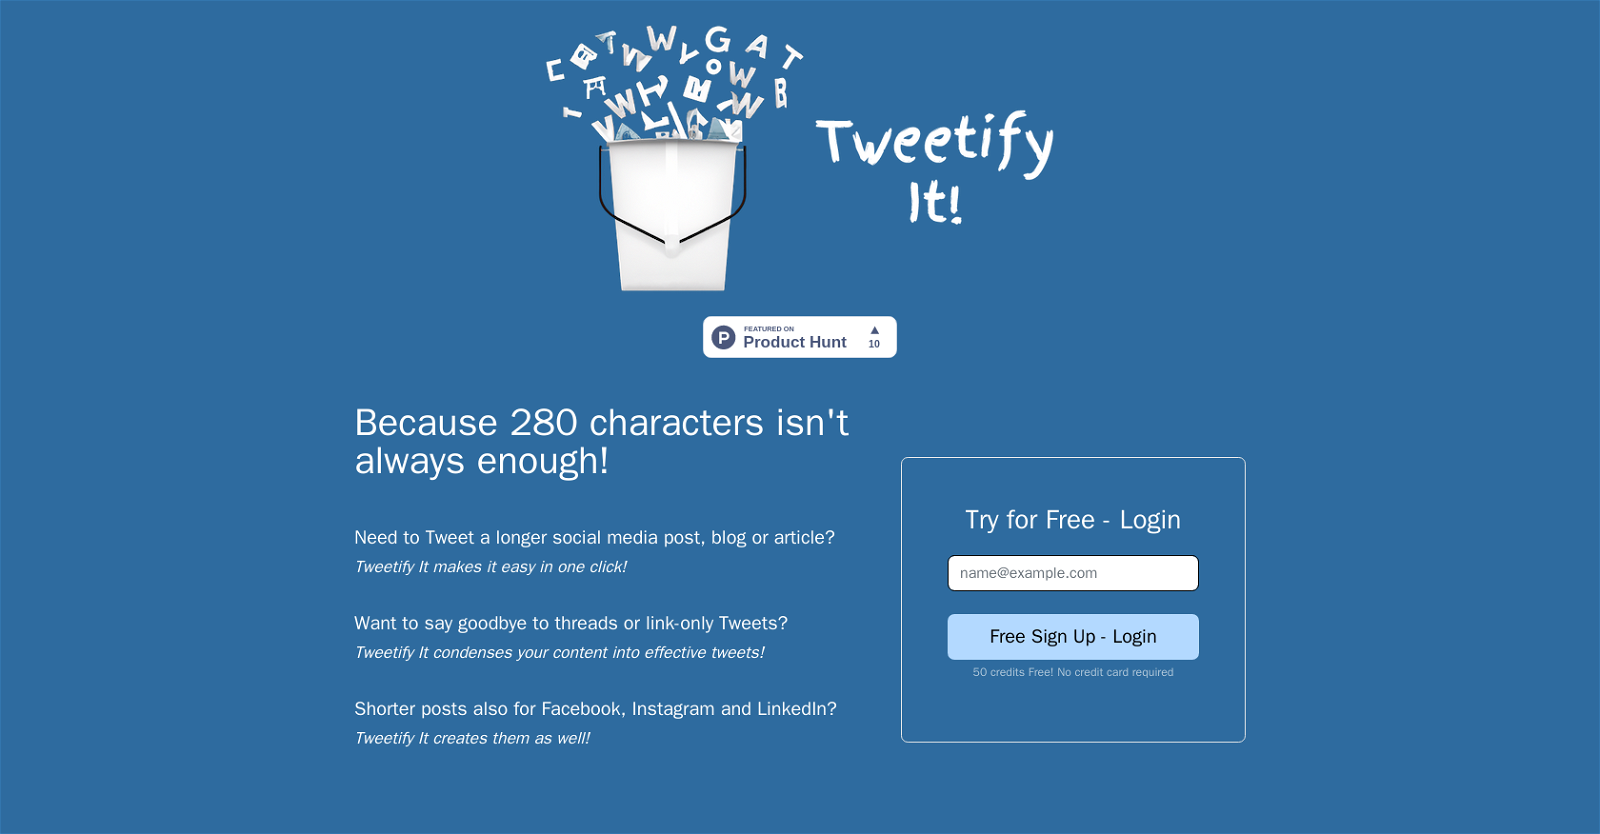 Tweetify
It!
FEATURED ON
Product Hunt
10
Because 280 characters isn't
always enough!
Need to Tweet a longer social media post, blog or article?
Tweetify It makes it easy in one click!
Want to say goodbye to threads or link-only Tweets?
Tweetify It condenses your content into effective tweets!
Shorter posts also for Facebook, Instagram and LinkedIn?
Tweetify It creates them as well!
Try for Free - Login
name@example.com
Free Sign Up - Login
50 credits Free! No credit card required